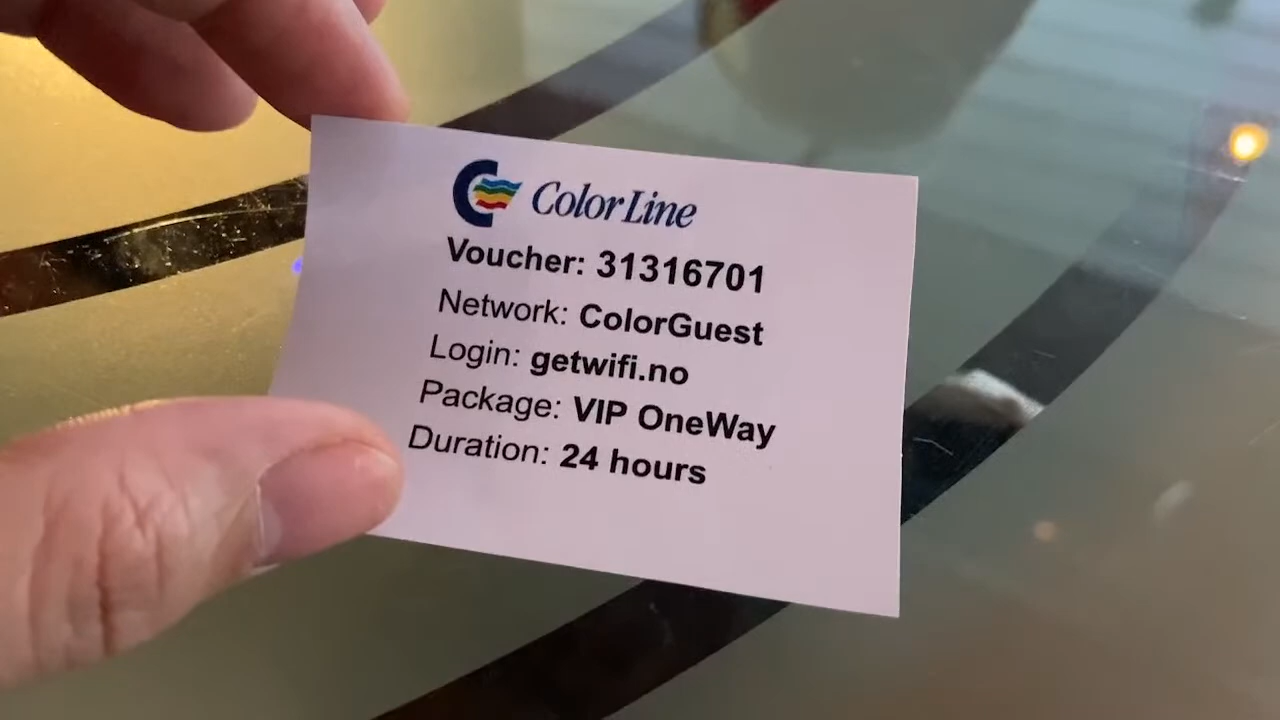 ColorLine
Voucher: 31316701
Network: ColorGuest
Login: getwifi.no
Package: VIP OneWay
Duration: 24 hours